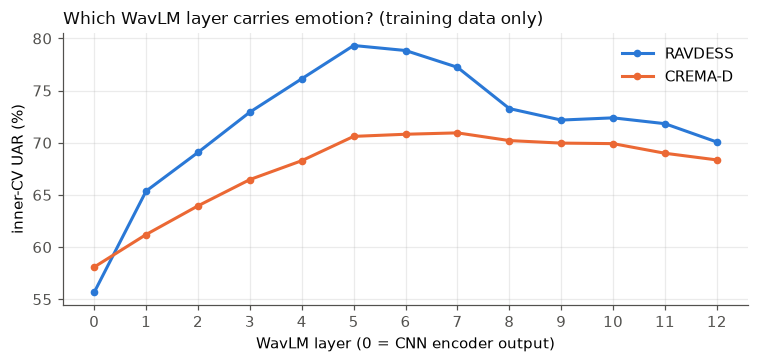 Which WavLM layer carries emotion? (training data only)
80
75
70
65
60
55
inner-CV UAR (%)
RAVDESS
CREMA-D
0 1 2 3 4 5 6 7 8 9 10 11 12
WavLM layer (0 = CNN encoder output)